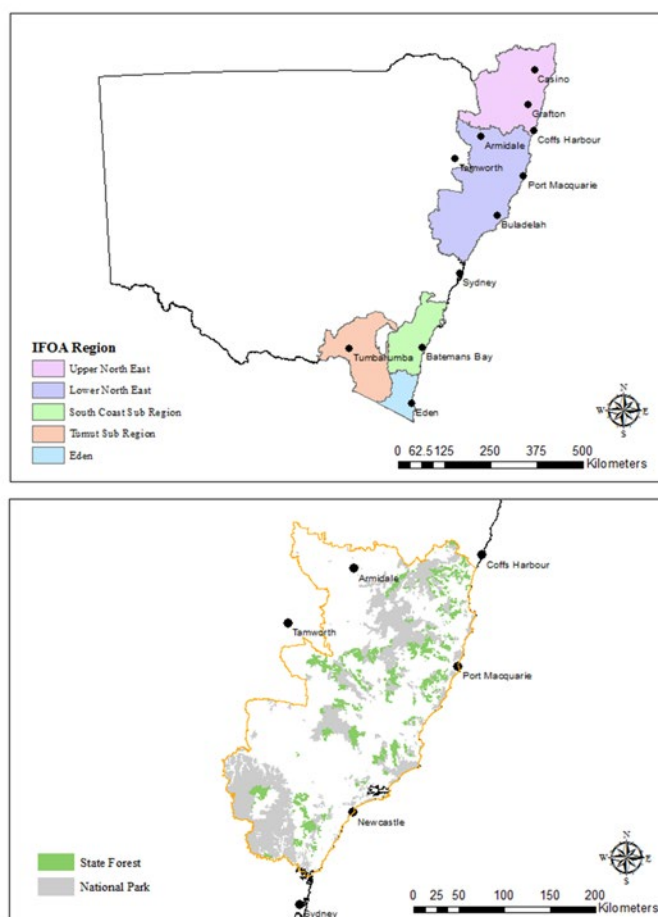 Casino
Grafton
Coffs Harbour
Armidale
Tamworth
Port Macquarie
Buladelah
Sydney
IFOA Region
Upper North East
Lower North East
South Coast Sub Region
Tumut Sub Region
Eden
Tumbarumba
Batemans Bay
Eden
N
W E
S
0 62.5 125 250 375 500
Kilometers
Coffs Harbour
Armidale
Tamworth
Port Macquarie
Newcastle
State Forest
National Park
N
W E
S
0 25 50 100 150 200
Kilometers
Sydney